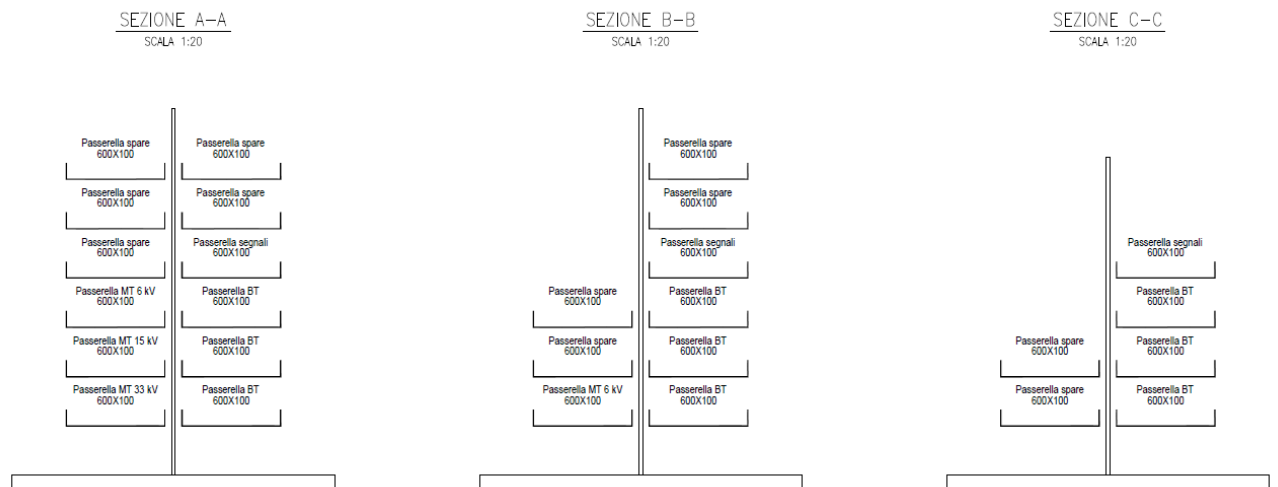 SEZIONE A-A
SCALA 1:20
Passerella spare
600X100
Passerella spare
600X100
Passerella spare
600X100
Passerella spare
600X100
Passerella spare
600X100
Passerella segnali
600X100
Passerella MT 6 kV
600X100
Passerella BT
600X100
Passerella MT 15 kV
600X100
Passerella BT
600X100
Passerella MT 33 kV
600X100
Passerella BT
600X100
SEZIONE B-B
SCALA 1:20
Passerella spare
600X100
Passerella spare
600X100
Passerella segnali
600X100
Passerella spare
600X100
Passerella BT
600X100
Passerella spare
600X100
Passerella BT
600X100
Passerella MT 6 kV
600X100
Passerella BT
600X100
SEZIONE C-C
SCALA 1:20
Passerella segnali
600X100
Passerella BT
600X100
Passerella spare
600X100
Passerella BT
600X100
Passerella spare
600X100
Passerella BT
600X100